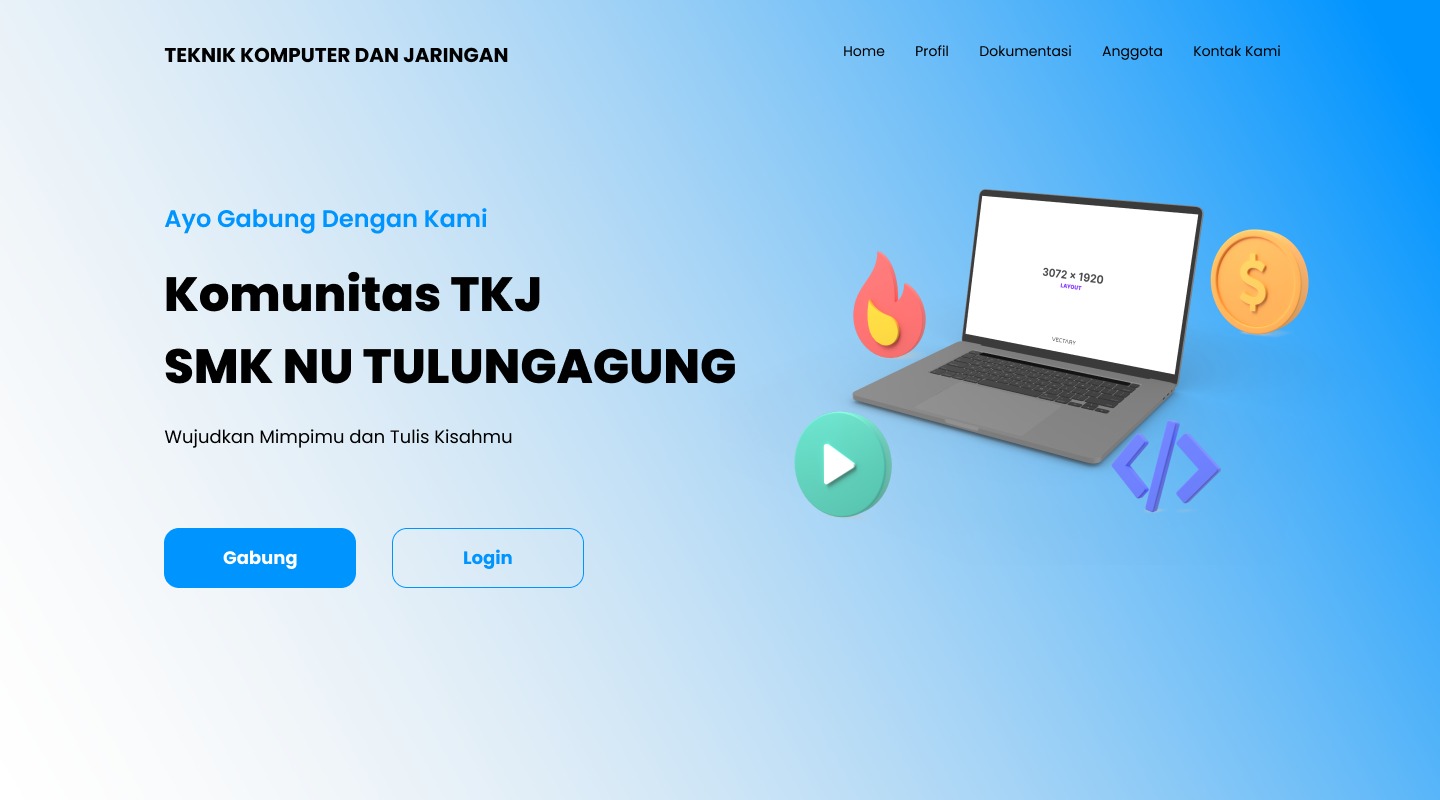 TEKNIK KOMPUTER DAN JARINGAN
Home Profil Dokumentasi Anggota Kontak Kami
Ayo Gabung Dengan Kami
Komunitas TKJ
SMK NU TULUNGAGUNG
Wujudkan Mimpimu dan Tulis Kisahmu
Gabung Login
3072 × 1920
LAYOUT
VECTARY
$